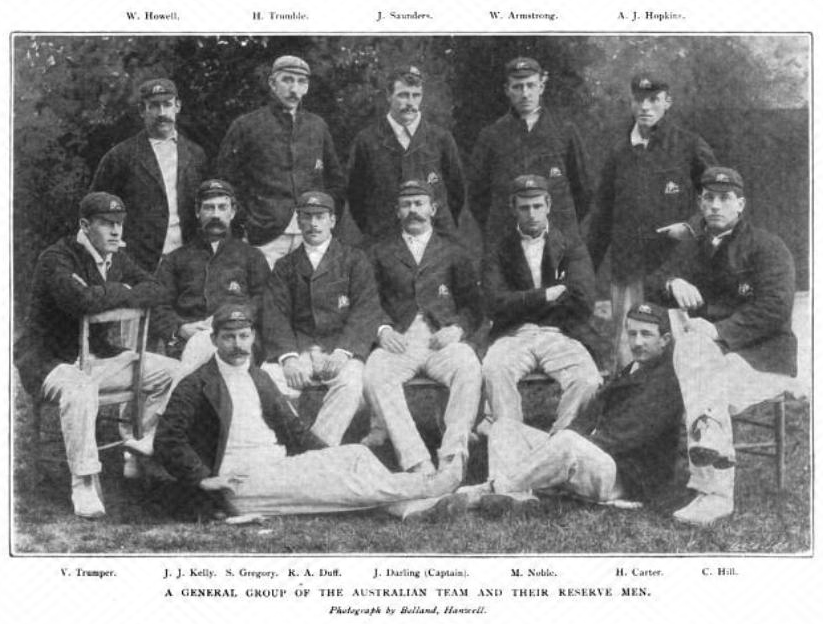 W. Howell. H. Trumble. J. Saunders. W. Armstrong. A. J. Hopkins.
V. Trumper. J. J. Kelly. S. Gregory. R. A. Duff. J. Darling (Captain). M. Noble. H. Carter. C. Hill.
A GENERAL GROUP OF THE AUSTRALIAN TEAM AND THEIR RESERVE MEN.
Photograph by Bolland, Hanwell.